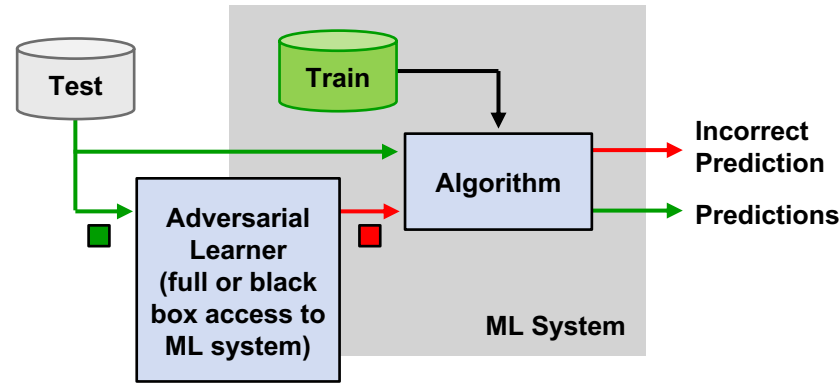 Test
Train
Algorithm
Incorrect
Prediction
Predictions
Adversarial
Learner
(full or black
box access to
ML system)
ML System